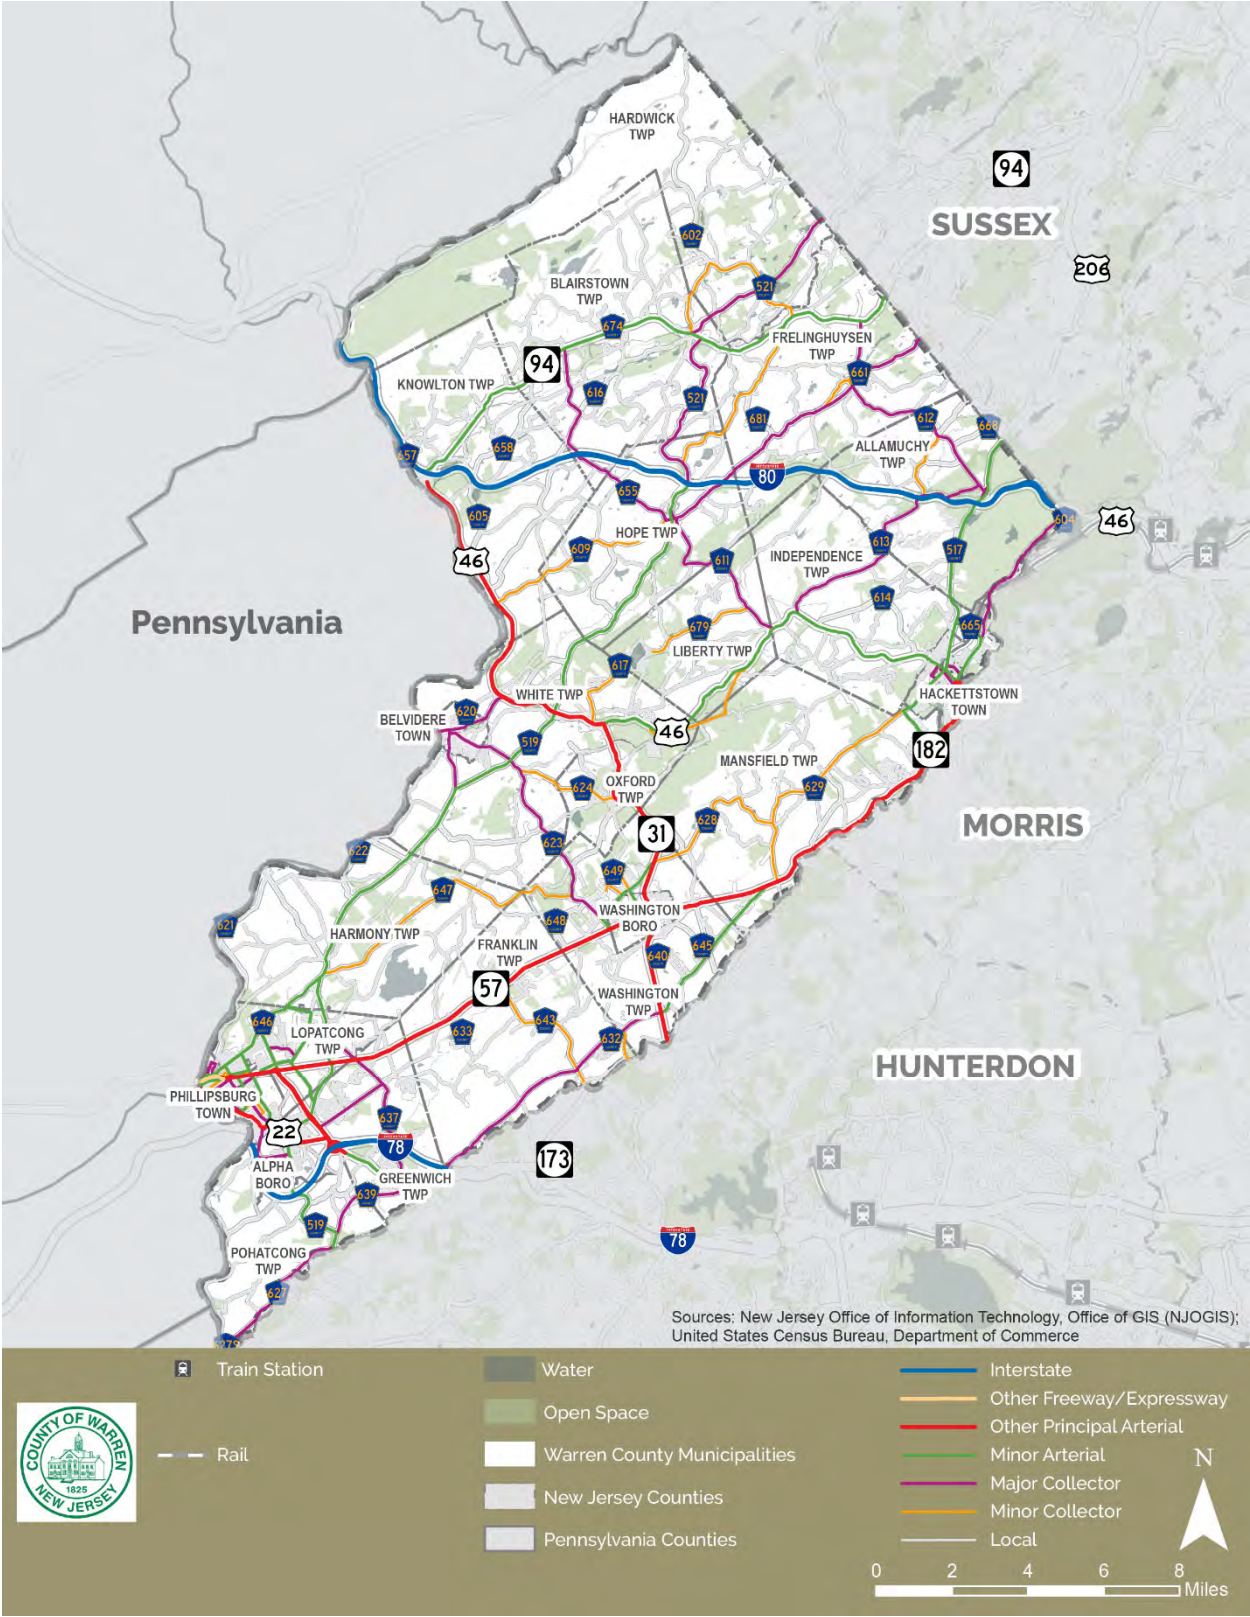 HARDWICK
TWP
94
SUSSEX
206
602
BLAIRSTOWN
TWP
521
674
FRELINGHUYSEN
TWP
94
KNOWLTON TWP
661
616
521
681
612
668
ALLAMUCHY
TWP
658
657
INTERSTATE
80
655
605
604
46
HOPE TWP
46
609
611
613
517
INDEPENDENCE
TWP
614
Pennsylvania
679
665
LIBERTY TWP
617
WHITE TWP
HACKETTSTOWN
TOWN
620
BELVIDERE
TOWN
46
519
182
MANSFIELD TWP
OXFORD
TWP
624
629
31
628
MORRIS
623
622
649
647
WASHINGTON
BORO
648
621
HARMONY TWP
FRANKLIN
TWP
645
640
57
WASHINGTON
TWP
646
LOPATCONG
TWP
633
643
632
HUNTERDON
PHILLIPSBURG
TOWN
637
22
78
173
ALPHA
BORO
GREENWICH
TWP
639
519
INTERSTATE
78
POHATCONG
TWP
627
Sources: New Jersey Office of Information Technology, Office of GIS (NJOGIS);
United States Census Bureau, Department of Commerce
Train Station
Rail
COUNTY OF WARREN
1825
NEW JERSEY
Water
Open Space
Warren County Municipalities
New Jersey Counties
Pennsylvania Counties
Interstate
Other Freeway/Expressway
Other Principal Arterial
Minor Arterial
Major Collector
Minor Collector
Local
N
0 2 4 6 8
Miles